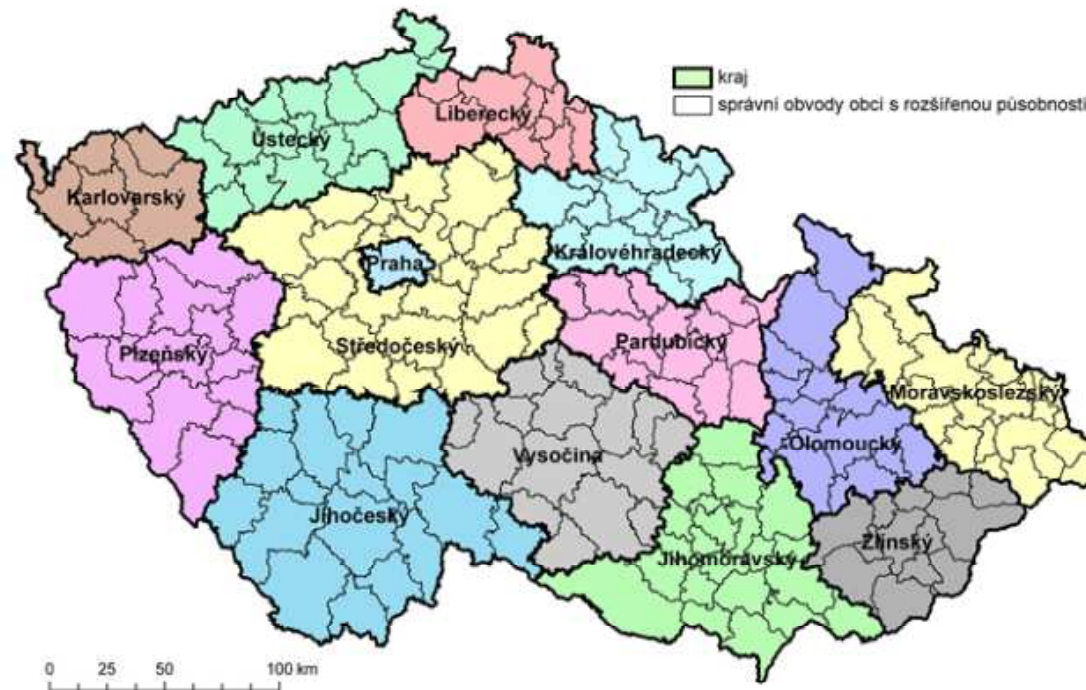 kraj
správní obvody obcí s rozšířenou působností
Liberecký
Ústecký
Karlovarský
Královéhradecký
Praha
Středočeský
Pardubický
Plzeňský
Moravskoslezský
Olomoucký
Vysočina
Jihočeský
Zlínský
Jihomoravský
0 25 50 100 km